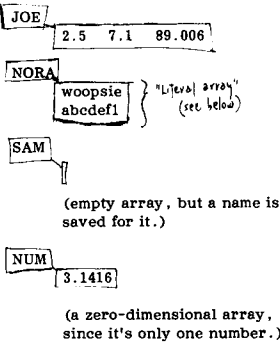 JOE
2.5 7.1 89.006
NORA
woopsie
abcdef1
"Literal array"
(see below)
SAM
(empty array, but a name is
saved for it.)
NUM
3.1416
(a zero-dimensional array,
since it's only one number.)